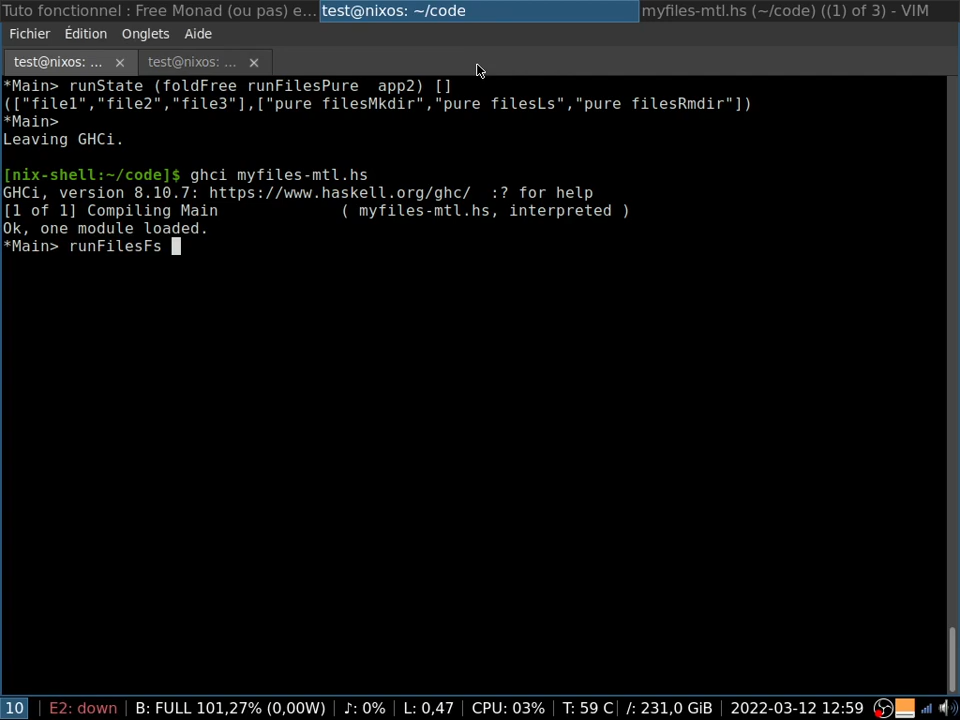 Tuto fonctionnel : Free Monad (ou pas) e... test@nixos: ~/code myfiles-mtl.hs (~/code) ((1) of 3) - VIM
Fichier Édition Onglets Aide
test@nixos: ... × test@nixos: ... ×
*Main> runState (foldFree runFilesPure  app2) []
(["file1","file2","file3"],["pure filesMkdir","pure filesLs","pure filesRmdir"])
*Main>
Leaving GHCi.
[nix-shell:~/code]$ ghci myfiles-mtl.hs
GHCi, version 8.10.7: https://www.haskell.org/ghc/  :? for help
[1 of 1] Compiling Main             ( myfiles-mtl.hs, interpreted )
Ok, one module loaded.
*Main> runFilesFs
10 | E2: down | B: FULL 101,27% (0,00W) | ♪: 0% | L: 0,47 | CPU: 03% | T: 59 C | /: 231,0 GiB | 2022-03-12 12:59